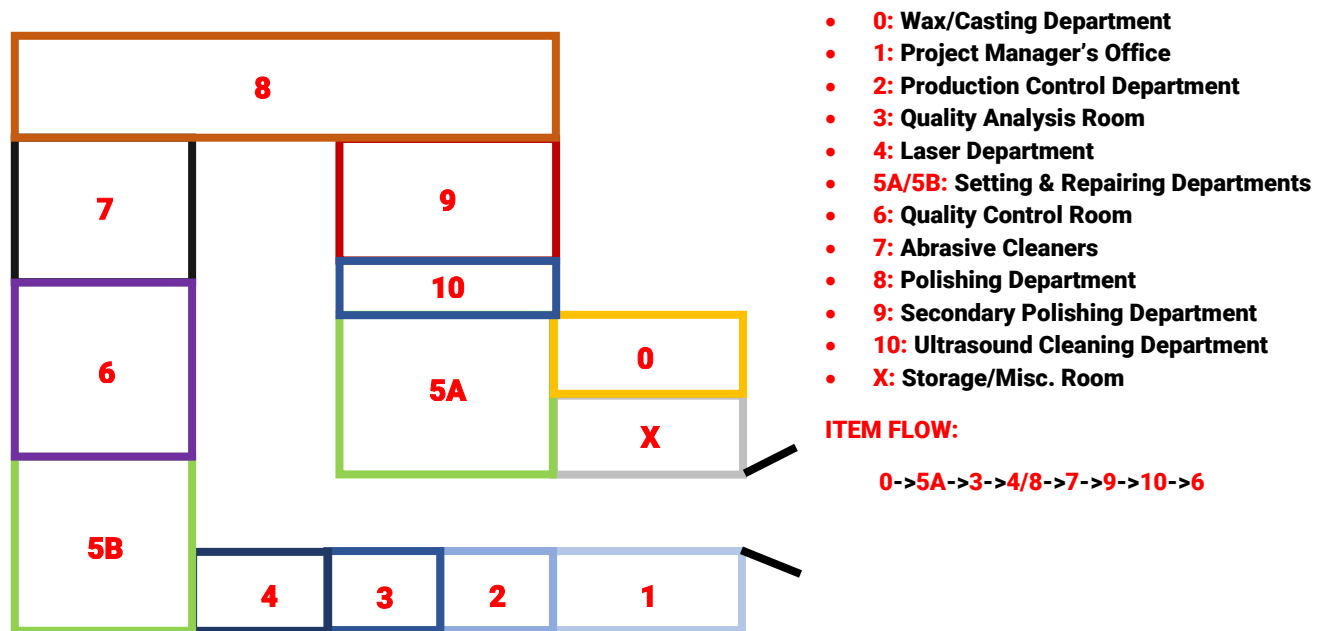 8
7
9
10
6
0
5A
X
5B
4
3
2
1
• 0: Wax/Casting Department
• 1: Project Manager’s Office
• 2: Production Control Department
• 3: Quality Analysis Room
• 4: Laser Department
• 5A/5B: Setting & Repairing Departments
• 6: Quality Control Room
• 7: Abrasive Cleaners
• 8: Polishing Department
• 9: Secondary Polishing Department
• 10: Ultrasound Cleaning Department
• X: Storage/Misc. Room
ITEM FLOW:
0->5A->3->4/8->7->9->10->6